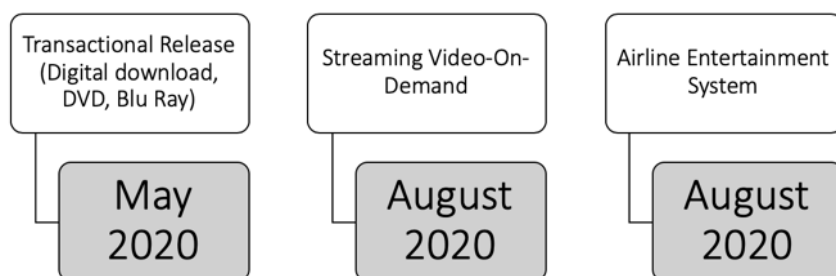 Transactional Release
(Digital download,
DVD, Blu Ray)
May
2020
Streaming Video-On-
Demand
August
2020
Airline Entertainment
System
August
2020